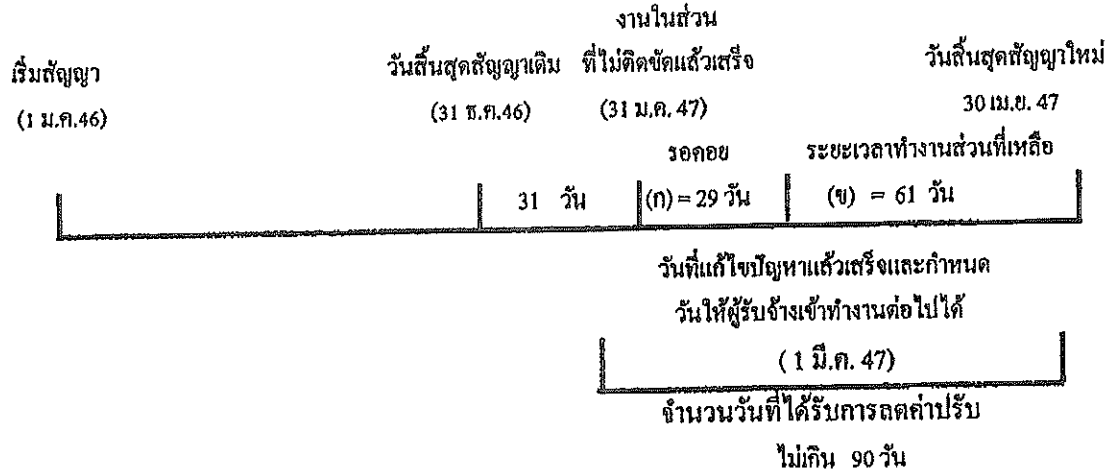 งานในส่วน
เริ่มสัญญา วันสิ้นสุดสัญญาเดิม ที่ไม่ติดขัดแล้วเสร็จ วันสิ้นสุดสัญญาใหม่
(1 ม.ค.46) (31 ธ.ค.46) (31 ม.ค. 47) 30 เม.ย. 47
รอคอย ระยะเวลาทำงานส่วนที่เหลือ
31 วัน (ก) = 29 วัน (ข) = 61 วัน
วันที่แก้ไขปัญหาแล้วเสร็จและกำหนด
วันให้ผู้รับจ้างเข้าทำงานต่อไปได้
( 1 มี.ค. 47)
จำนวนวันที่ได้รับการลดค่าปรับ
ไม่เกิน 90 วัน